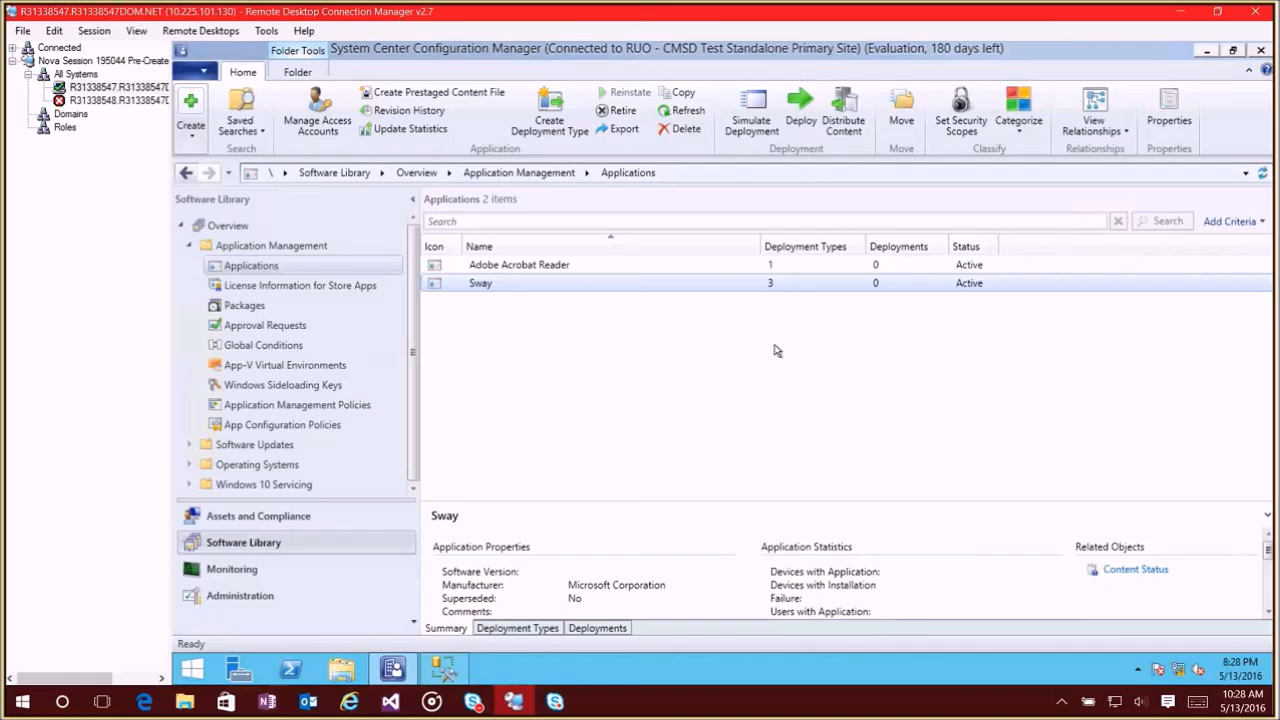 R31338547.R31338547DOM.NET (10.225.101.130) - Remote Desktop Connection Manager v2.7
File Edit Session View Remote Desktops Tools Help
Connected
Nova Session 195044 Pre-Create
All Systems
R31338547.R31338547D
R31338548.R31338547D
Domains
Roles
Folder Tools System Center Configuration Manager (Connected to RUO - CMSD Test Standalone Primary Site) (Evaluation, 180 days left)
Home Folder
Create
Saved Searches
Search
Manage Access Accounts
Create Prestaged Content File
Revision History
Update Statistics
Create Deployment Type
Reinstate Copy
Retire Refresh
Export Delete
Application
Simulate Deployment
Deploy
Distribute Content
Deployment
Move
Move
Set Security Scopes
Categorize
Classify
View Relationships
Relationships
Properties
Properties
\ Software Library Overview Application Management Applications
Software Library
Overview
Application Management
Applications
License Information for Store Apps
Packages
Approval Requests
Global Conditions
App-V Virtual Environments
Windows Sideloading Keys
Application Management Policies
App Configuration Policies
Software Updates
Operating Systems
Windows 10 Servicing
Assets and Compliance
Software Library
Monitoring
Administration
Applications 2 items
Search Search Add Criteria
Icon Name Deployment Types Deployments Status
Adobe Acrobat Reader 1 0 Active
Sway 3 0 Active
Sway
Application Properties
Software Version:
Manufacturer: Microsoft Corporation
Superseded: No
Comments:
Application Statistics
Devices with Application:
Devices with Installation
Failure:
Users with Application:
Related Objects
Content Status
Summary Deployment Types Deployments
Ready
8:28 PM
5/13/2016
10:28 AM
5/13/2016